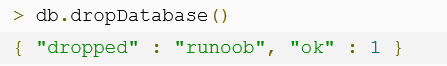 > db.dropDatabase()
{ "dropped" : "runoob", "ok" : 1 }